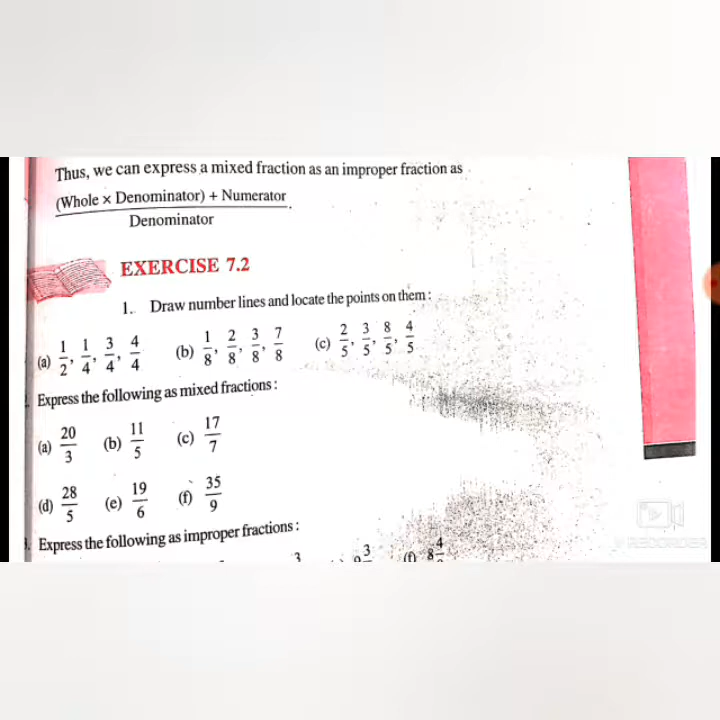 Thus, we can express a mixed fraction as an improper fraction as
(Whole × Denominator) + Numerator
Denominator
EXERCISE 7.2
1. Draw number lines and locate the points on them :
(a) 1/2, 1/4, 3/4, 4/4 (b) 1/8, 2/8, 3/8, 7/8 (c) 2/5, 3/5, 8/5, 4/5
Express the following as mixed fractions :
(a) 20/3 (b) 11/5 (c) 17/7
(d) 28/5 (e) 19/6 (f) 35/9
Express the following as improper fractions :
(f) 8
RECORDER